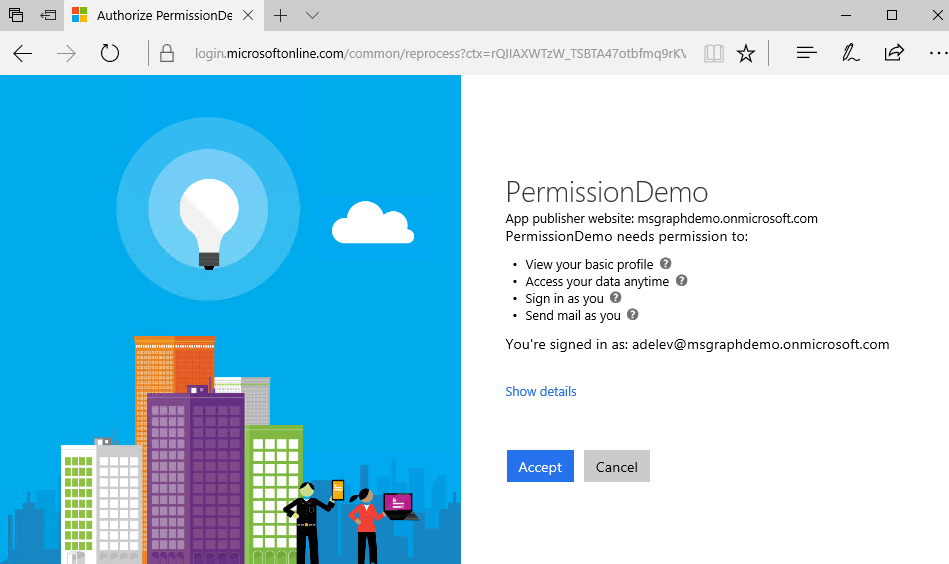 Authorize PermissionDe
login.microsoftonline.com/common/reprocess?ctx=rQIIAXWTzW_TSBTA47otbfmq9rKV
PermissionDemo
App publisher website: msgraphdemo.onmicrosoft.com
PermissionDemo needs permission to:
• View your basic profile ?
• Access your data anytime ?
• Sign in as you ?
• Send mail as you ?
You're signed in as: adelev@msgraphdemo.onmicrosoft.com
Show details
Accept Cancel